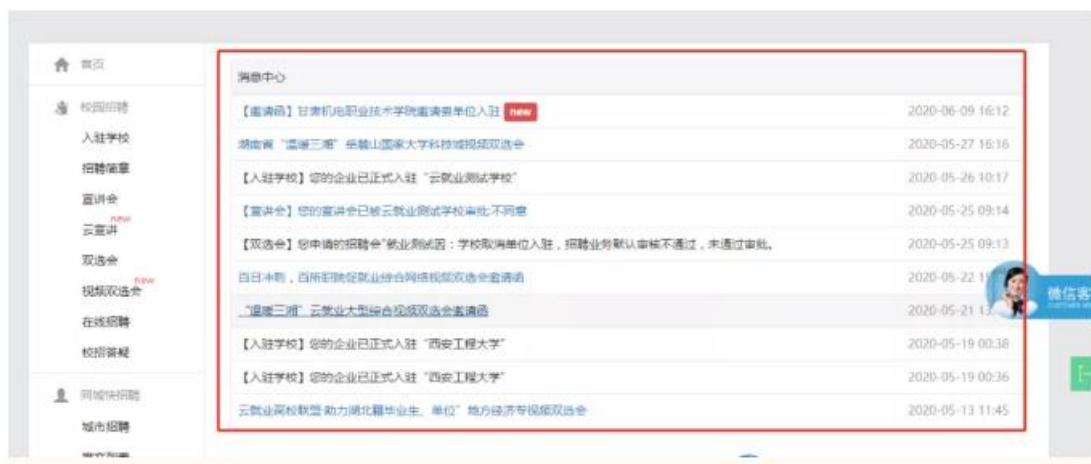 首页
校园招聘
入驻学校
招聘简章
宣讲会
云宣讲 new
双选会
视频双选会 new
在线招聘
校招答疑
同城快招聘
城市招聘
消息中心
【邀请函】甘肃机电职业技术学院邀请贵单位入驻 new 2020-06-09 16:12
湖南省“温暖三湘”岳麓山国家大学科技城视频双选会 2020-05-27 16:16
【入驻学校】您的企业已正式入驻“云就业测试学校” 2020-05-26 10:17
【宣讲会】您的宣讲会已被云就业测试学校审批:不同意 2020-05-25 09:14
【双选会】您申请的招聘会"就业测试因：学校取消单位入驻，招聘业务默认审核不通过，未通过审批。 2020-05-25 09:13
百日冲刺，百所职院促就业综合网络视频双选会邀请函 2020-05-22
“温暖三湘”云就业大型综合视频双选会邀请函 2020-05-21
【入驻学校】您的企业已正式入驻“西安工程大学” 2020-05-19 00:38
【入驻学校】您的企业已正式入驻“西安工程大学” 2020-05-19 00:36
云就业高校联盟·助力湖北籍毕业生、单位”地方经济专视频双选会 2020-05-13 11:45
微信客